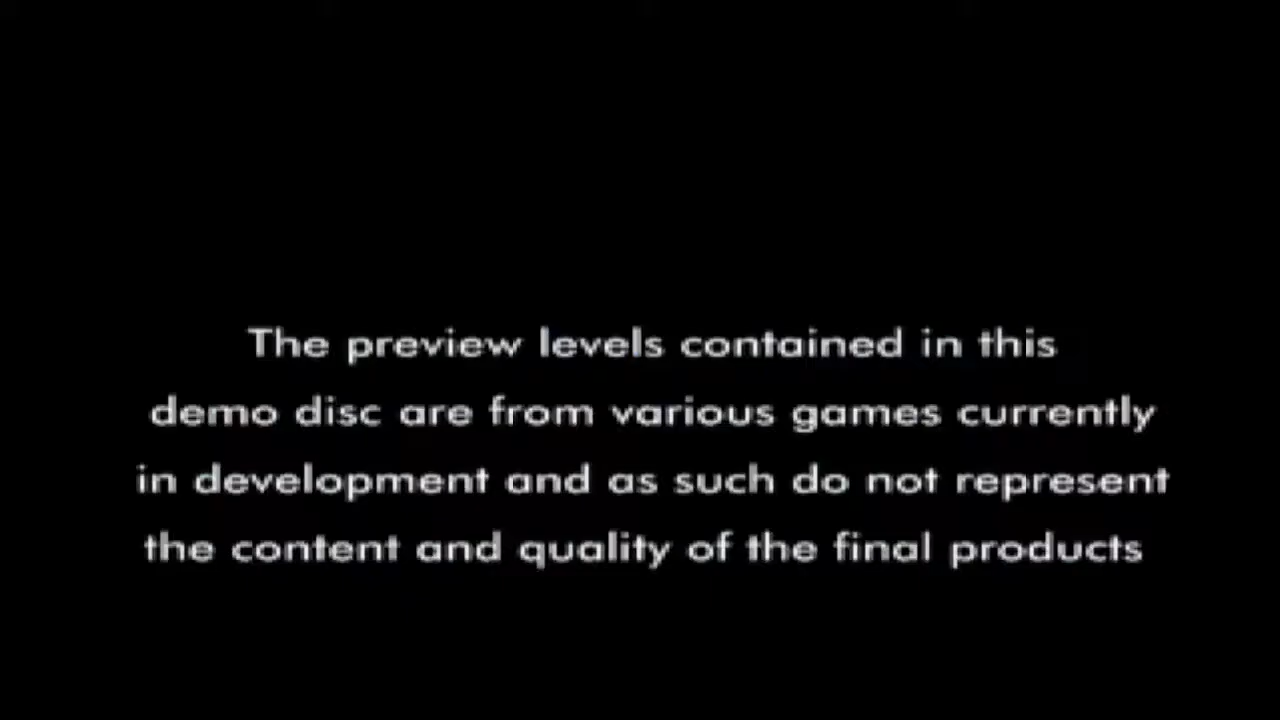 The preview levels contained in this
demo disc are from various games currently
in development and as such do not represent
the content and quality of the final products